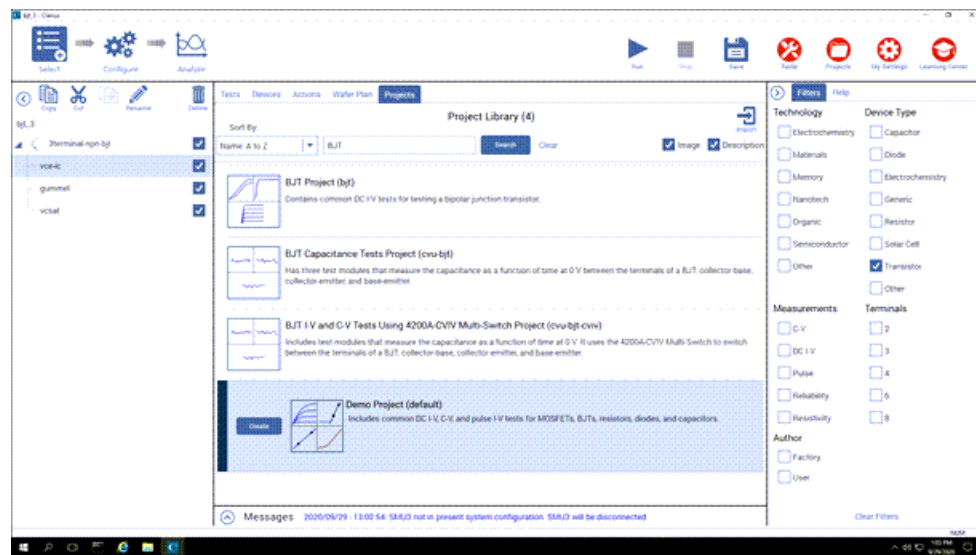 bjt_3 - Clarius
Select
Configure
Analyze
Run
Stop
Save
Tools
Projects
My Settings
Learning Center
Copy
Cut
Rename
Delete
bjt_3
3terminal-npn-bjt
vce-ic
gummel
vcsat
Tests Devices Actions Wafer Plan Projects
Project Library (4)
Import
Sort By:
Name: A to Z
BJT
Search
Clear
Image
Description
BJT Project (bjt)
Contains common DC I-V tests for testing a bipolar junction transistor.
BJT Capacitance Tests Project (cvu-bjt)
Has three test modules that measure the capacitance as a function of time at 0 V between the terminals of a BJT: collector-base,
collector-emitter, and base-emitter.
BJT I-V and C-V Tests Using 4200A-CVIV Multi-Switch Project (cvu-bjt-cviv)
Includes test modules that measure the capacitance as a function of time at 0 V. It uses the 4200A-CVIV Multi-Switch to switch
between the terminals of a BJT: collector-base, collector-emitter, and base-emitter.
Create
Demo Project (default)
Includes common DC I-V, C-V, and pulse I-V tests for MOSFETs, BJTs, resistors, diodes, and capacitors.
Messages 2020/09/29 - 13:02:54: SMU3 not in present system configuration. SMU3 will be disconnected
Filters Help
Technology
Electrochemistry
Materials
Memory
Nanotech
Organic
Semiconductor
Other
Device Type
Capacitor
Diode
Electrochemistry
Generic
Resistor
Solar Cell
Transistor
Other
Measurements
C-V
DC I-V
Pulse
Reliability
Resistivity
Terminals
2
3
4
6
8
Author
Factory
User
Clear Filters
NUM
1:03 PM
9/29/2020